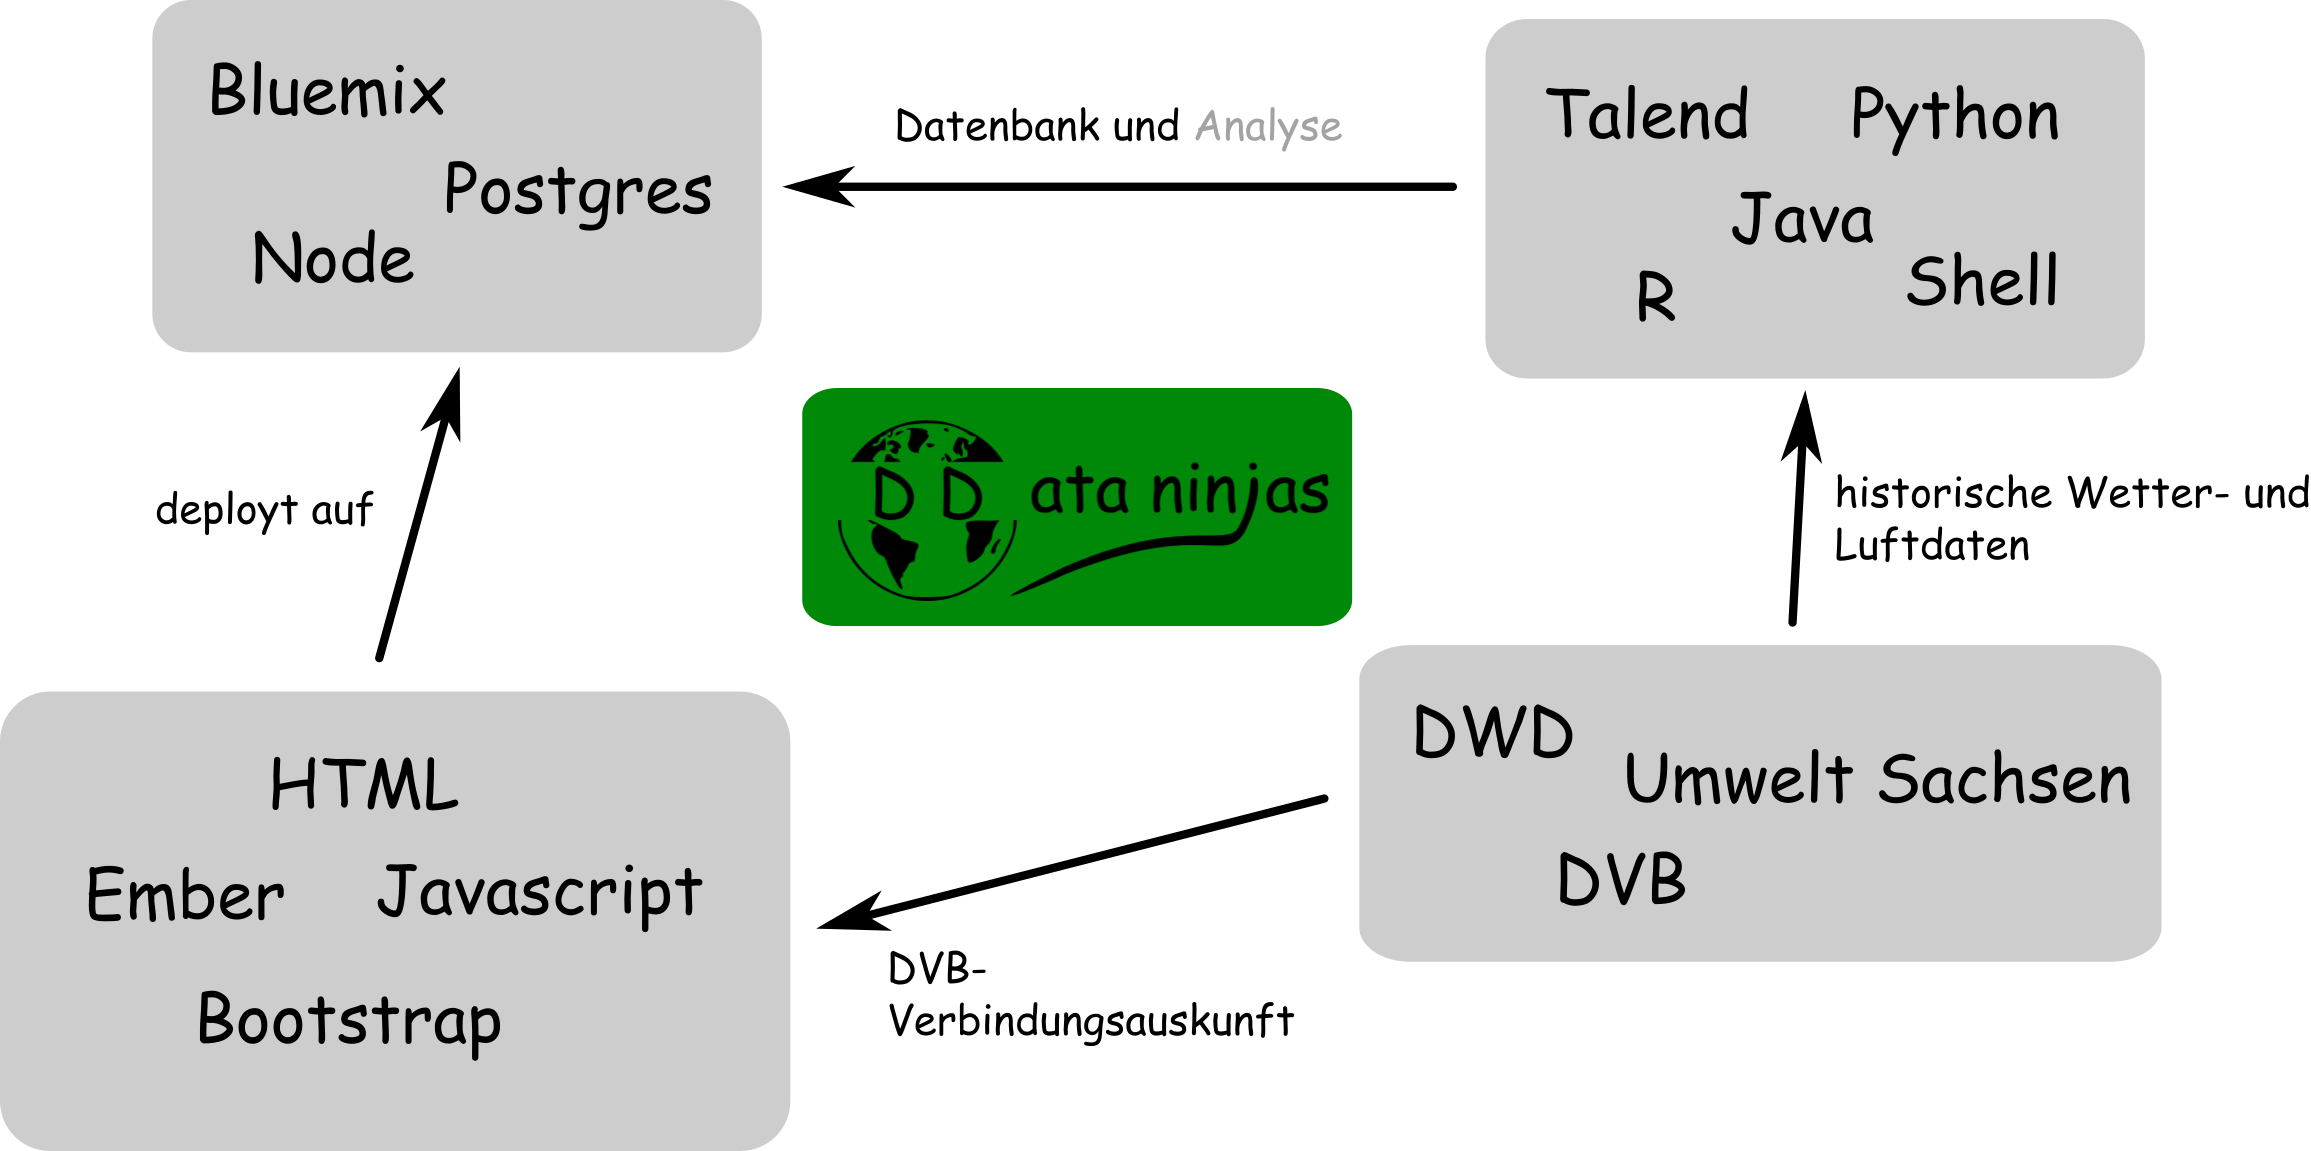 Bluemix
Postgres
Node
Datenbank und Analyse
Talend Python
Java
R
Shell
deployt auf
DD ata ninjas
historische Wetter- und
Luftdaten
HTML
Ember Javascript
Bootstrap
DVB-
Verbindungsauskunft
DWD
Umwelt Sachsen
DVB